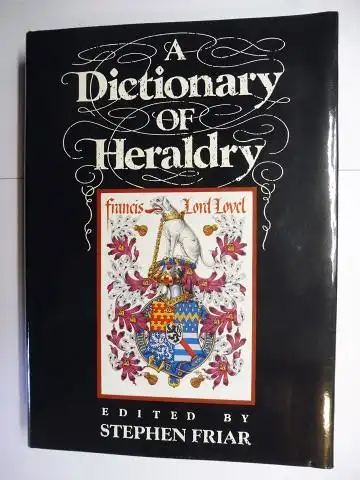 A
Dictionary
OF
Heraldry
francis Lord Lovel
EDITED BY
STEPHEN FRIAR